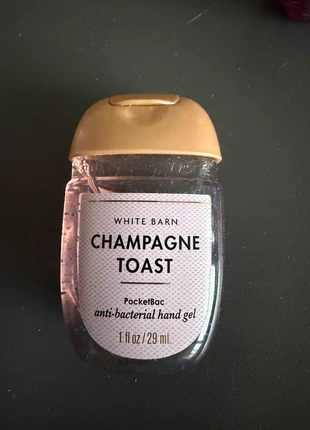 WHITE BARN
CHAMPAGNE
TOAST
PocketBac
anti-bacterial hand gel
1 fl oz / 29 mL